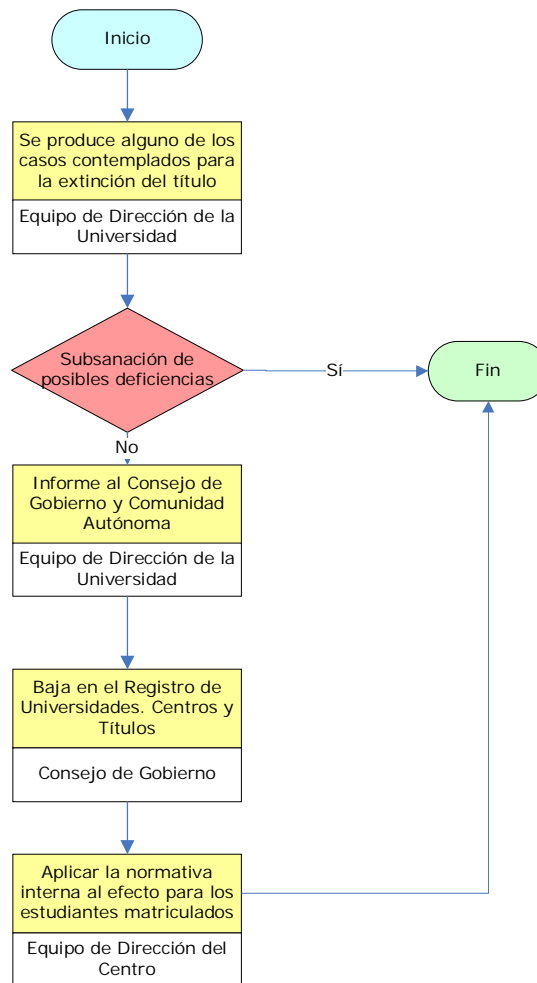 Inicio
Se produce alguno de los
casos contemplados para
la extinción del título
Equipo de Dirección de la
Universidad
Subsanación de
posibles deficiencias
Sí
Fin
No
Informe al Consejo de
Gobierno y Comunidad
Autónoma
Equipo de Dirección de la
Universidad
Baja en el Registro de
Universidades. Centros y
Títulos
Consejo de Gobierno
Aplicar la normativa
interna al efecto para los
estudiantes matriculados
Equipo de Dirección del
Centro